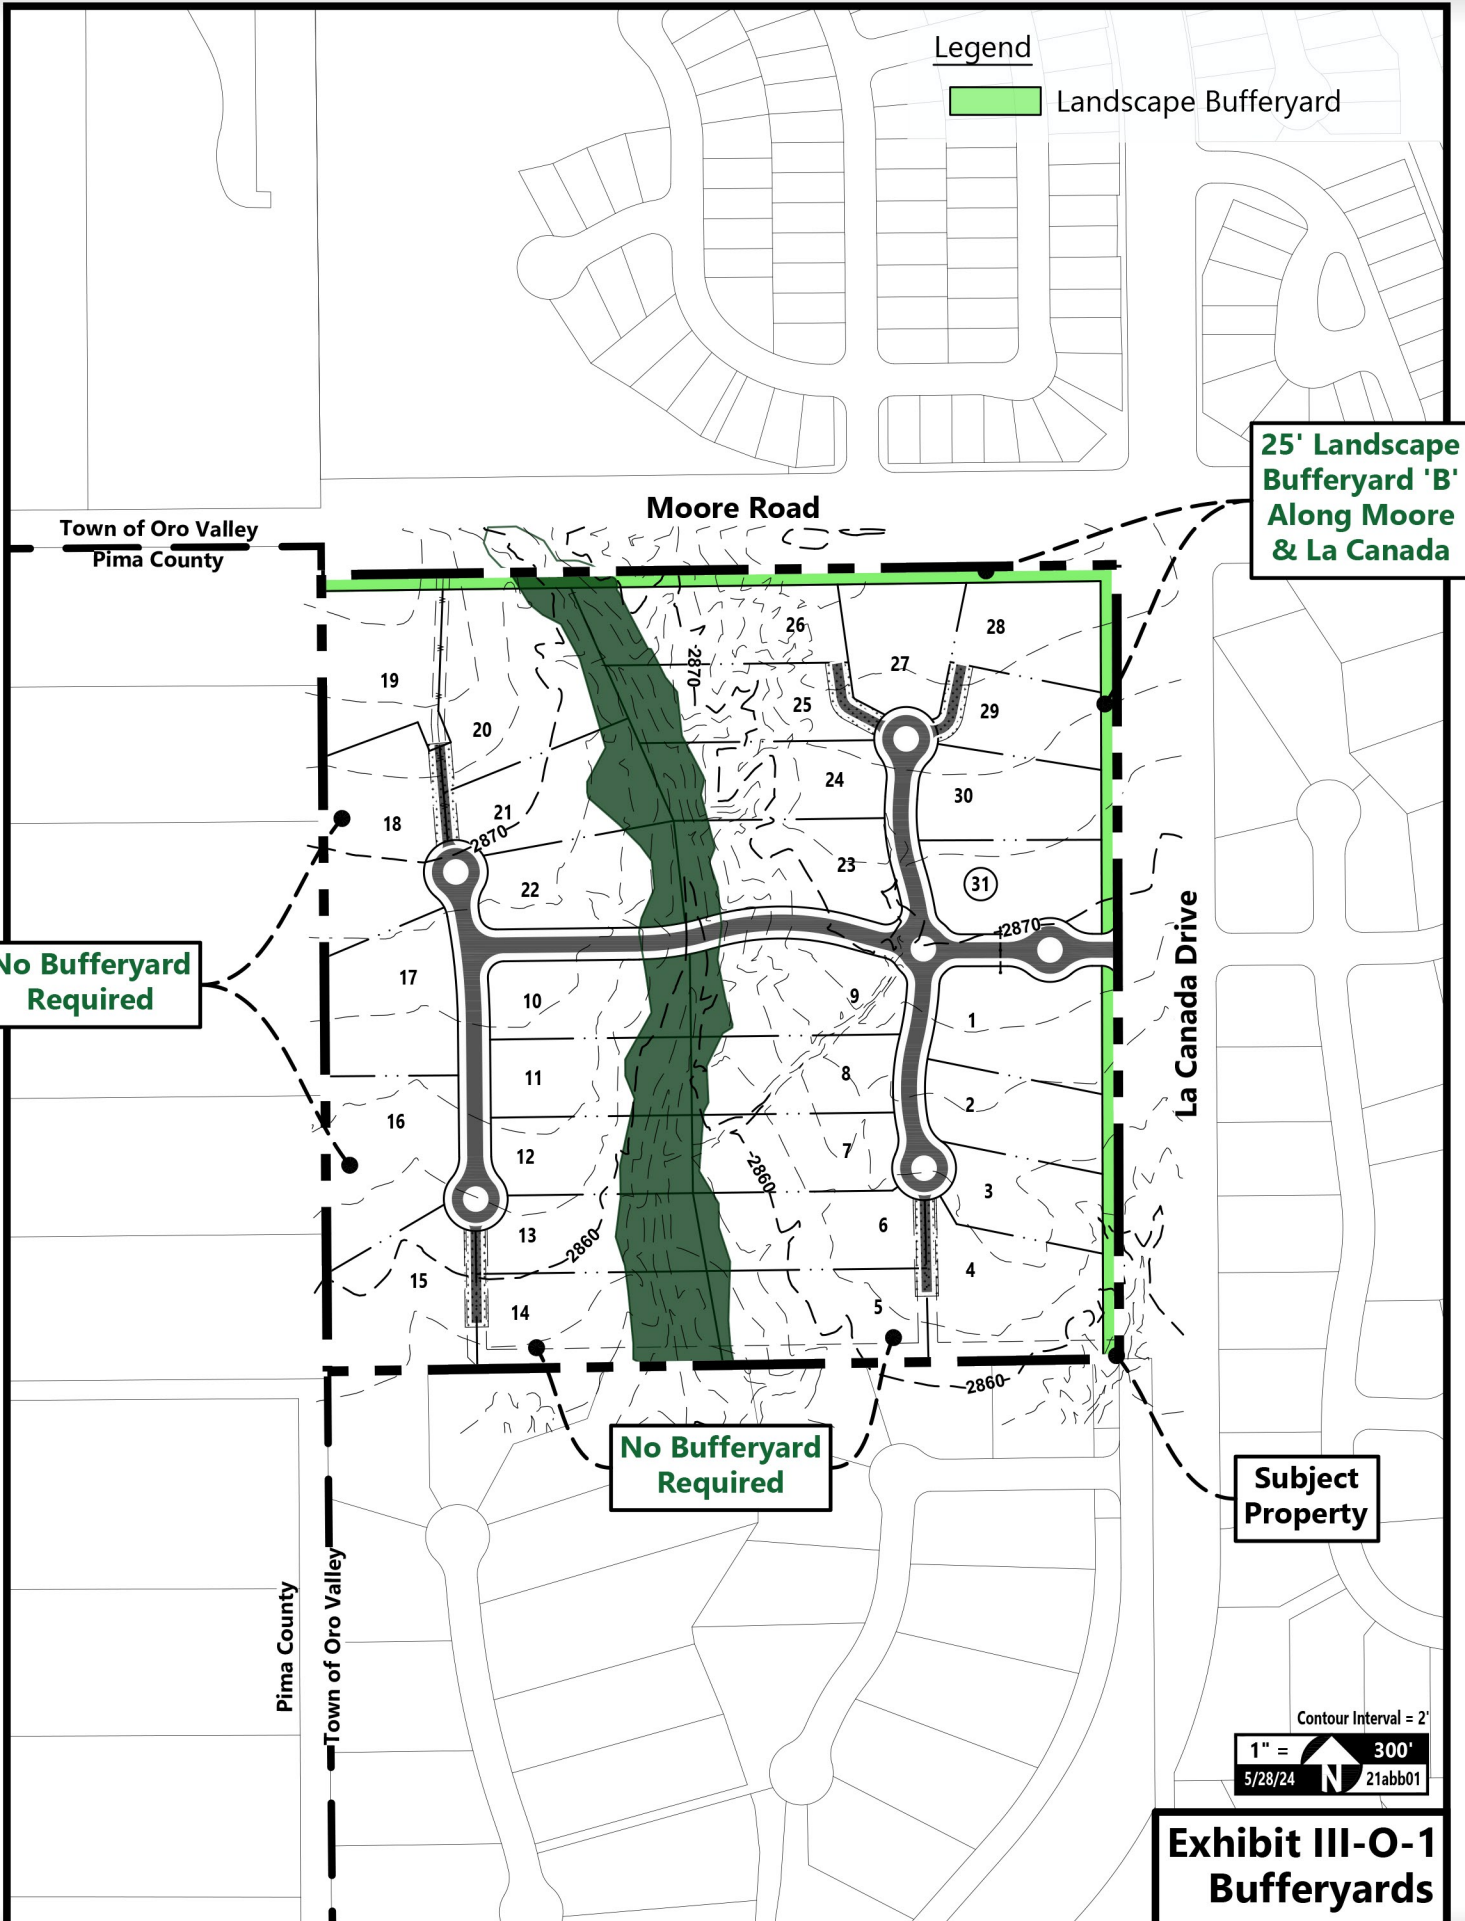 Legend
Landscape Bufferyard
25' Landscape
Bufferyard 'B'
Along Moore
& La Canada
Moore Road
Town of Oro Valley
Pima County
26
28
27
2870
19
25
29
20
24
30
21
18
2870
23
31
22
2870
La Canada Drive
No Bufferyard
Required
17
10
9
1
11
8
2
16
12
7
2860
3
13
6
2860
15
4
14
5
2860
No Bufferyard
Required
Subject
Property
Pima County
Town of Oro Valley
Contour Interval = 2'
1" = 300'
5/28/24 N 21abb01
Exhibit III-O-1
Bufferyards